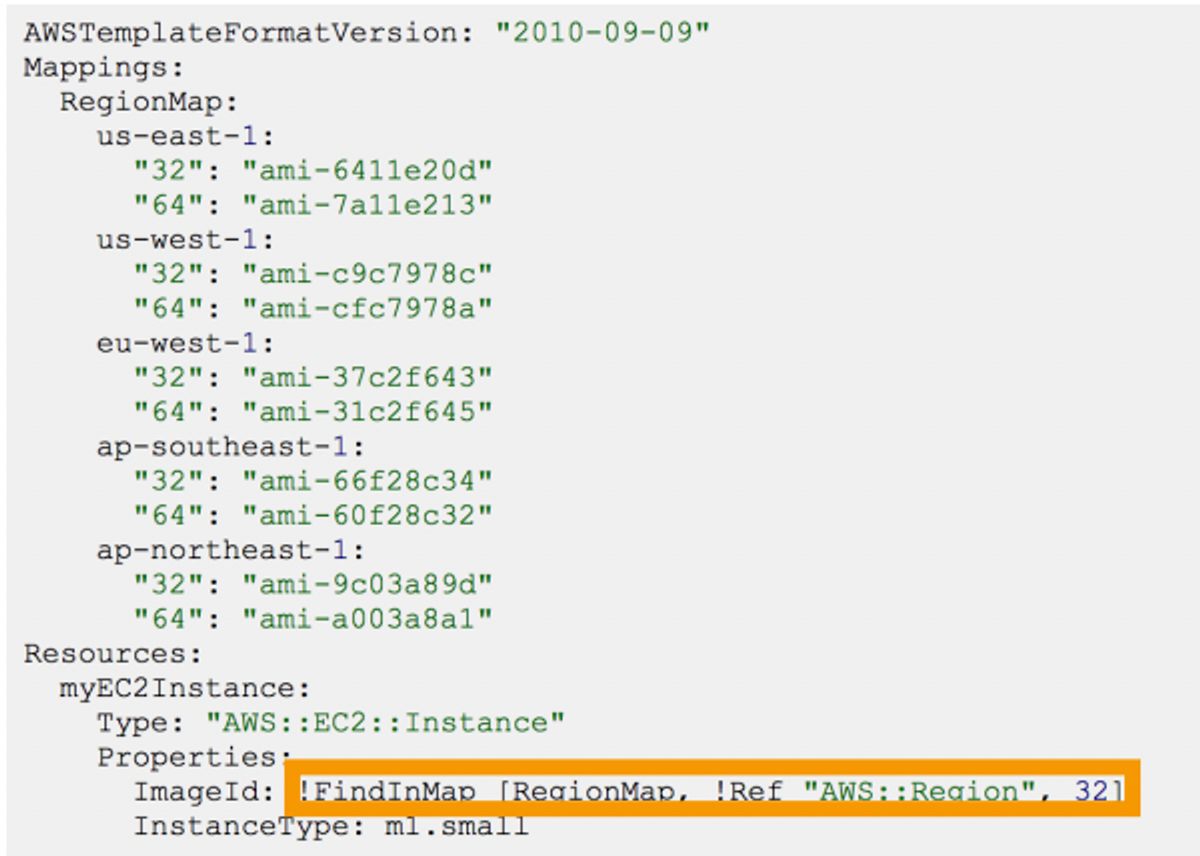 AWSTemplateFormatVersion: "2010-09-09"
Mappings:
  RegionMap:
    us-east-1:
      "32": "ami-6411e20d"
      "64": "ami-7a11e213"
    us-west-1:
      "32": "ami-c9c7978c"
      "64": "ami-cfc7978a"
    eu-west-1:
      "32": "ami-37c2f643"
      "64": "ami-31c2f645"
    ap-southeast-1:
      "32": "ami-66f28c34"
      "64": "ami-60f28c32"
    ap-northeast-1:
      "32": "ami-9c03a89d"
      "64": "ami-a003a8a1"
Resources:
  myEC2Instance:
    Type: "AWS::EC2::Instance"
    Properties:
      ImageId: !FindInMap [RegionMap, !Ref "AWS::Region", 32]
      InstanceType: m1.small